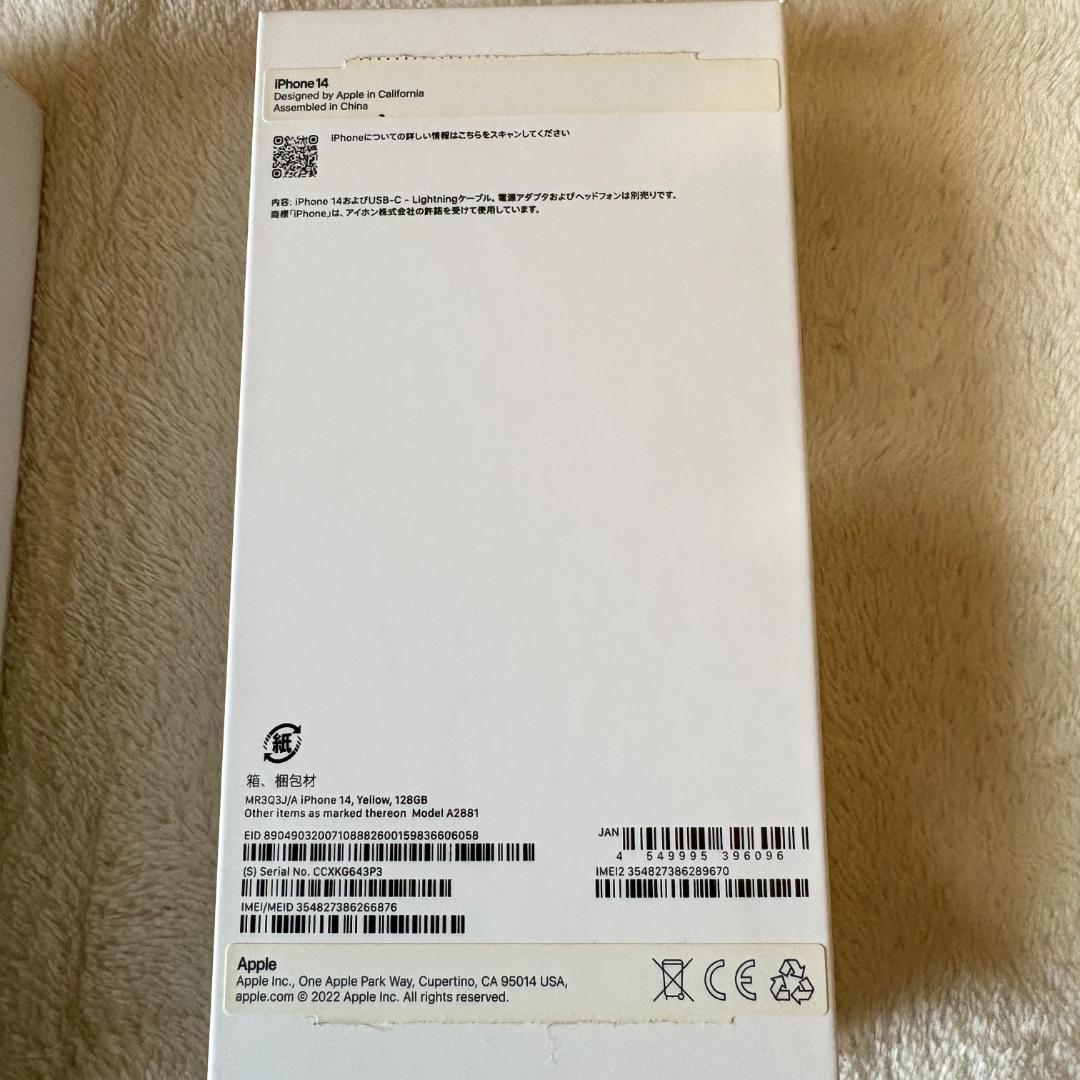 iPhone 14
Designed by Apple in California
Assembled in China
iPhoneについての詳しい情報はこちらをスキャンしてください
内容: iPhone 14およびUSB-C - Lightningケーブル。電源アダプタおよびヘッドフォンは別売りです。
商標「iPhone」は、アイホン株式会社の許諾を受けて使用しています。
紙
箱、梱包材
MR3Q3J/A iPhone 14, Yellow, 128GB
Other items as marked thereon Model A2881
EID 89049032007108882600159836606058
(S) Serial No. CCXKG643P3
IMEI/MEID 354827386266876
JAN
4 549995 396096
IMEI2 354827386289670
Apple
Apple Inc., One Apple Park Way, Cupertino, CA 95014 USA,
apple.com © 2022 Apple Inc. All rights reserved.
CE